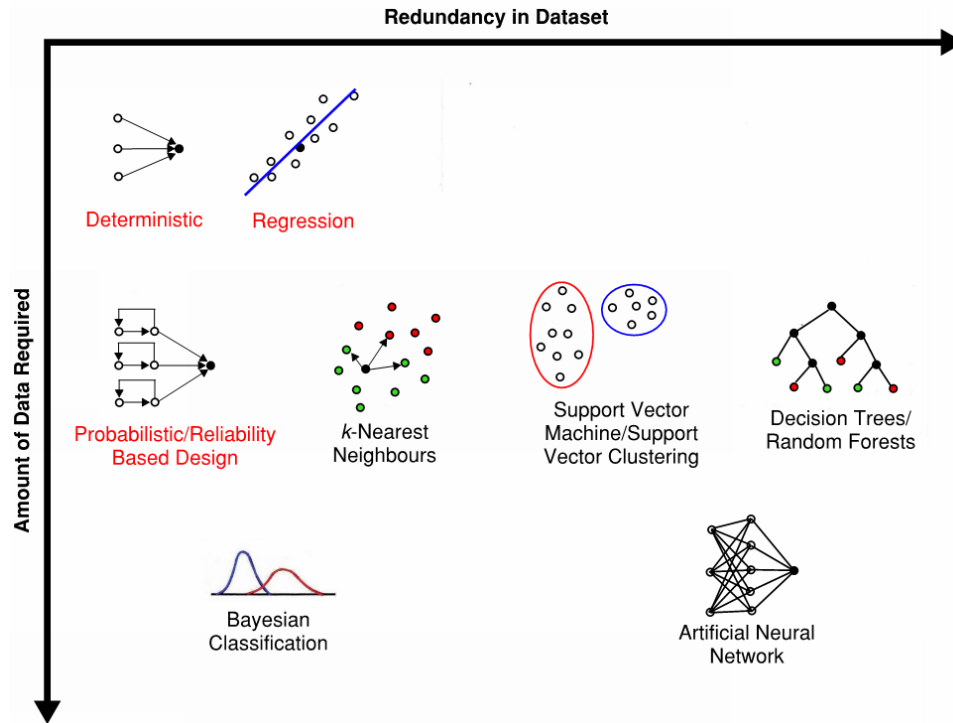 Redundancy in Dataset
Amount of Data Required
Deterministic
Regression
Probabilistic/Reliability
Based Design
k-Nearest
Neighbours
Support Vector
Machine/Support
Vector Clustering
Decision Trees/
Random Forests
Bayesian
Classification
Artificial Neural
Network